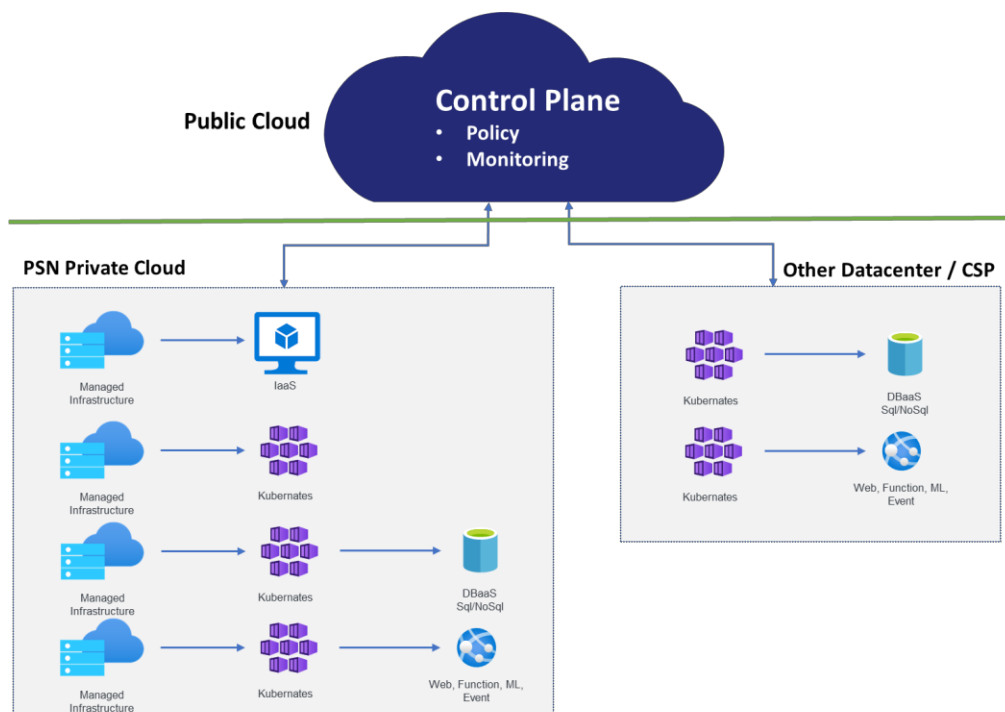 Public Cloud
Control Plane
• Policy
• Monitoring
PSN Private Cloud
Other Datacenter / CSP
Managed
Infrastructure
IaaS
Managed
Infrastructure
Kubernates
Managed
Infrastructure
Kubernates
DBaaS
Sql/NoSql
Managed
Infrastructure
Kubernates
Web, Function, ML,
Event
Kubernates
DBaaS
Sql/NoSql
Kubernates
Web, Function, ML,
Event